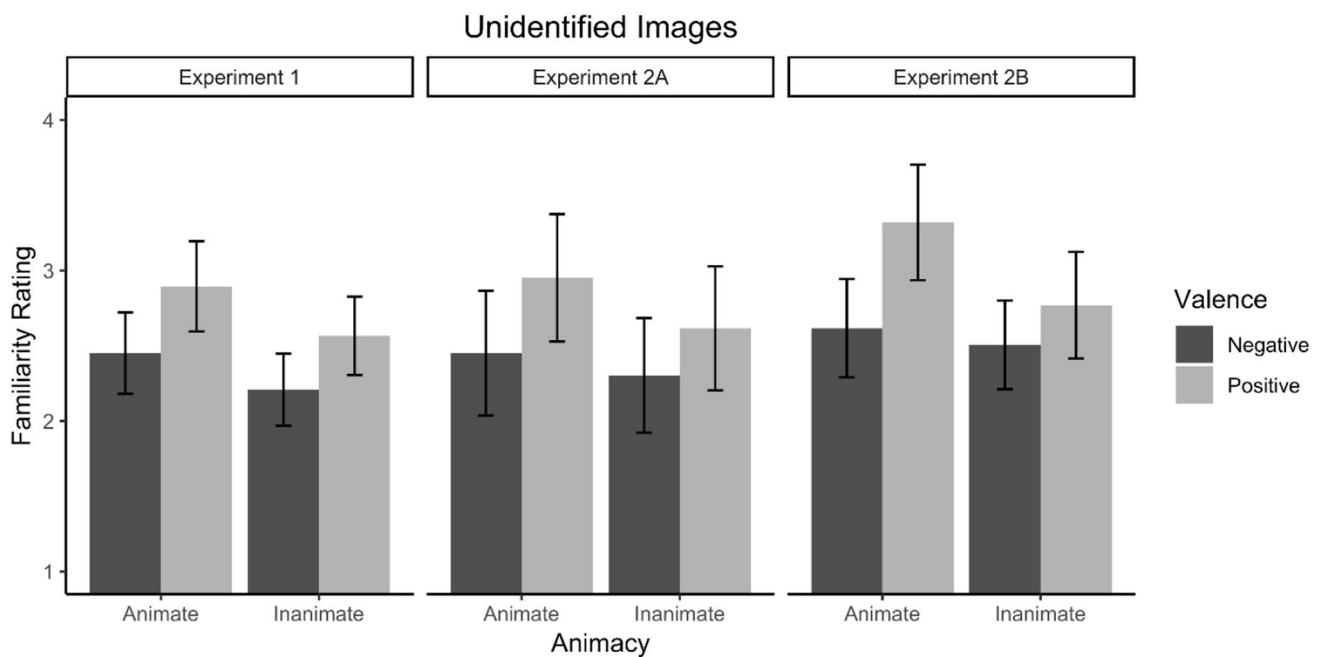 Unidentified Images
Experiment 1
Experiment 2A
Experiment 2B
4
3
2
1
Familiarity Rating
Animate
Inanimate
Animate
Inanimate
Animate
Inanimate
Animacy
Valence
Negative
Positive